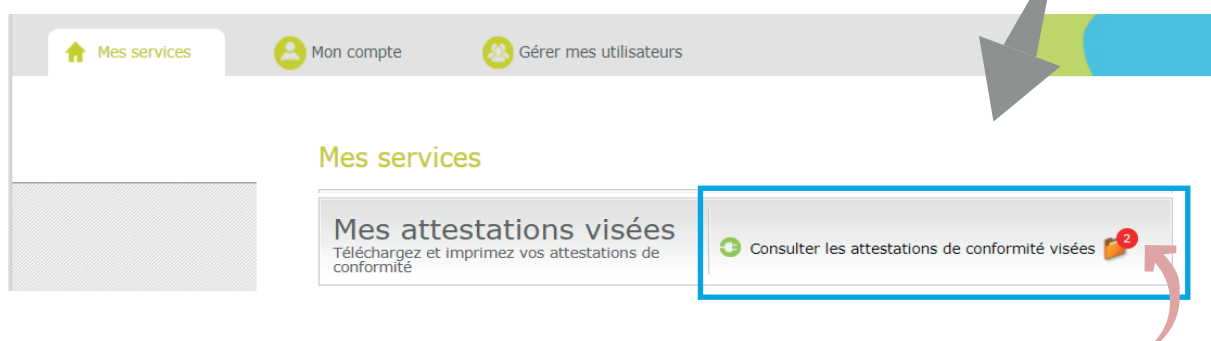 Mes services
Mon compte
Gérer mes utilisateurs
Mes services
Mes attestations visées
Téléchargez et imprimez vos attestations de
conformité
Consulter les attestations de conformité visées
2